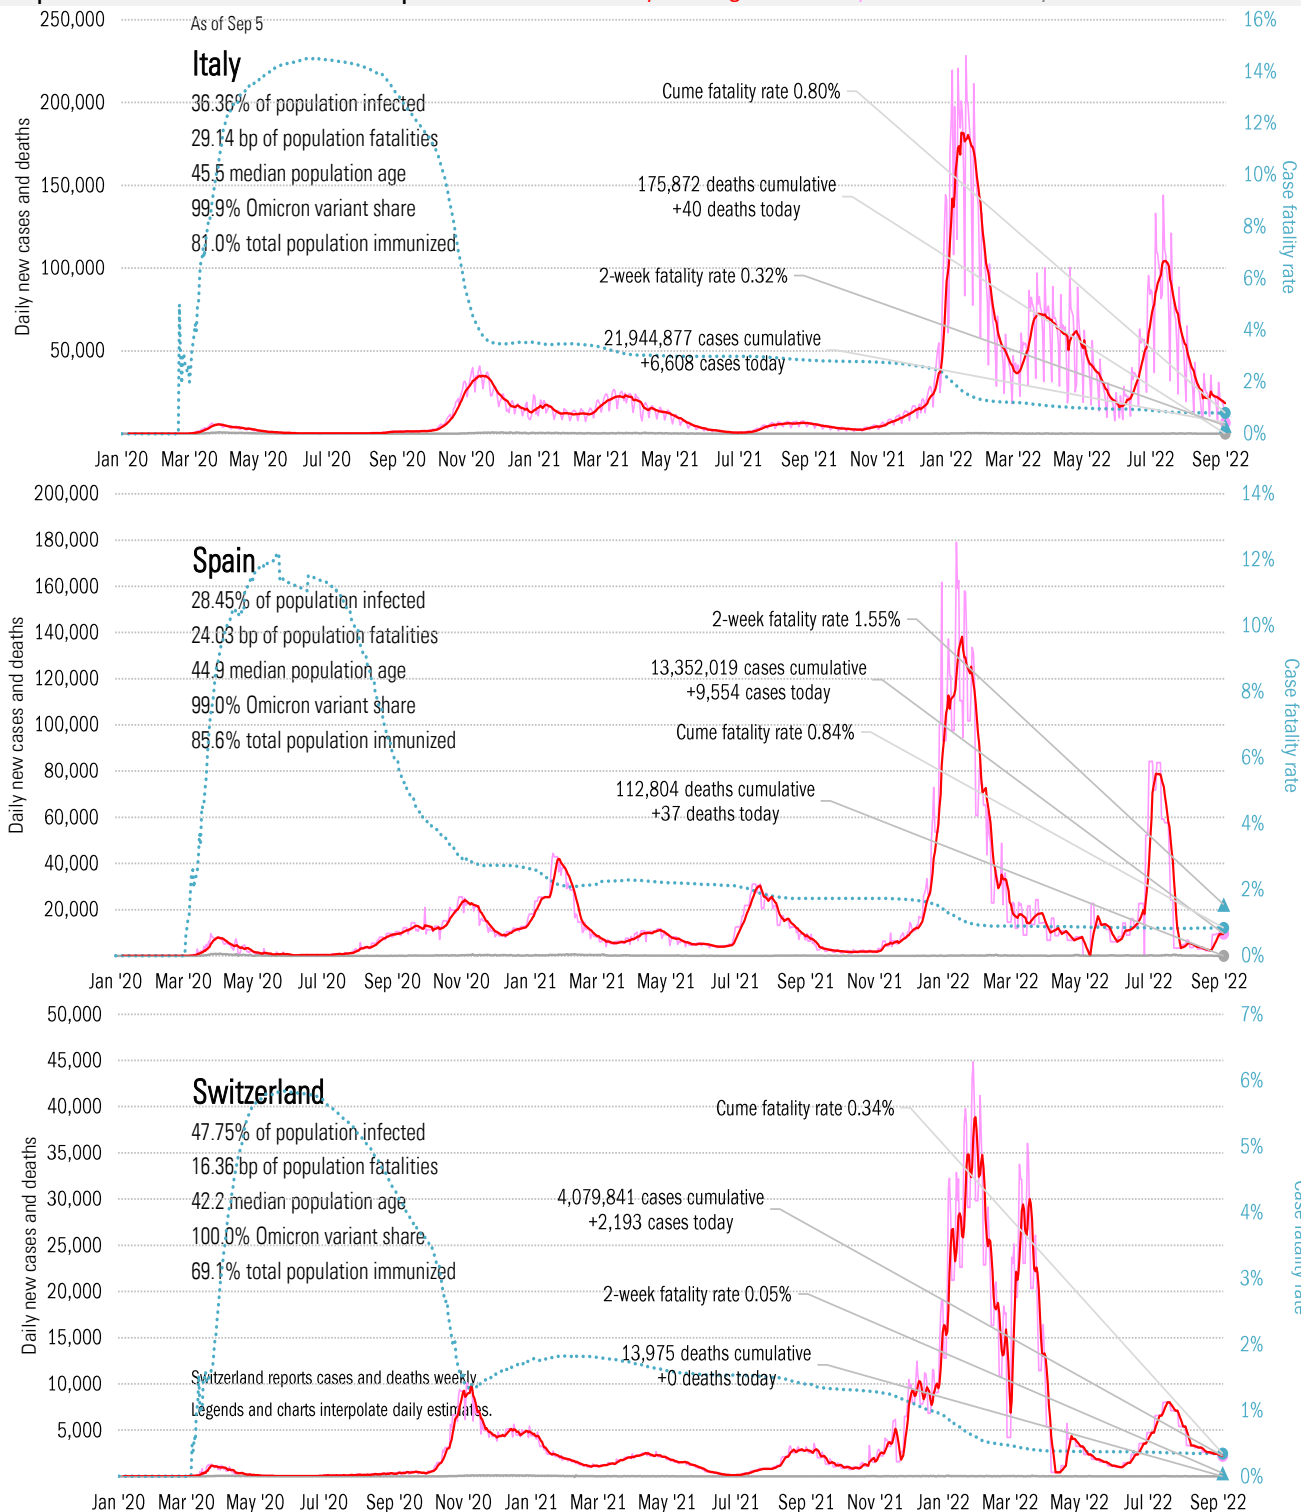 250,000
As of Sep 5
16%
Italy
14%
36.36% of population infected
Cume fatality rate 0.80%
200,000
12%
29.14 bp of population fatalities
45.5 median population age
10%
150,000
175,872 deaths cumulative
+40 deaths today
99.9% Omicron variant share
8%
81.0% total population immunized
100,000
2-week fatality rate 0.32%
6%
21,944,877 cases cumulative
+6,608 cases today
4%
50,000
2%
0%
Daily new cases and deaths
Case fatality rate
Jan '20 Mar '20 May '20 Jul '20 Sep '20 Nov '20 Jan '21 Mar '21 May '21 Jul '21 Sep '21 Nov '21 Jan '22 Mar '22 May '22 Jul '22 Sep '22
200,000
14%
180,000
Spain
12%
160,000
28.45% of population infected
2-week fatality rate 1.55%
10%
140,000
24.03 bp of population fatalities
44.9 median population age
13,352,019 cases cumulative
+9,554 cases today
120,000
8%
99.0% Omicron variant share
100,000
Cume fatality rate 0.84%
85.6% total population immunized
6%
80,000
112,804 deaths cumulative
+37 deaths today
60,000
4%
40,000
2%
20,000
0%
Daily new cases and deaths
Case fatality rate
Jan '20 Mar '20 May '20 Jul '20 Sep '20 Nov '20 Jan '21 Mar '21 May '21 Jul '21 Sep '21 Nov '21 Jan '22 Mar '22 May '22 Jul '22 Sep '22
50,000
7%
45,000
6%
Switzerland
40,000
Cume fatality rate 0.34%
47.75% of population infected
5%
35,000
16.36 bp of population fatalities
42.2 median population age
30,000
4,079,841 cases cumulative
+2,193 cases today
4%
100.0% Omicron variant share
25,000
69.1% total population immunized
3%
20,000
2-week fatality rate 0.05%
15,000
2%
13,975 deaths cumulative
+0 deaths today
Switzerland reports cases and deaths weekly.
10,000
Legends and charts interpolate daily estimates.
1%
5,000
0%
Daily new cases and deaths
Case fatality rate
Jan '20 Mar '20 May '20 Jul '20 Sep '20 Nov '20 Jan '21 Mar '21 May '21 Jul '21 Sep '21 Nov '21 Jan '22 Mar '22 May '22 Jul '22 Sep '22